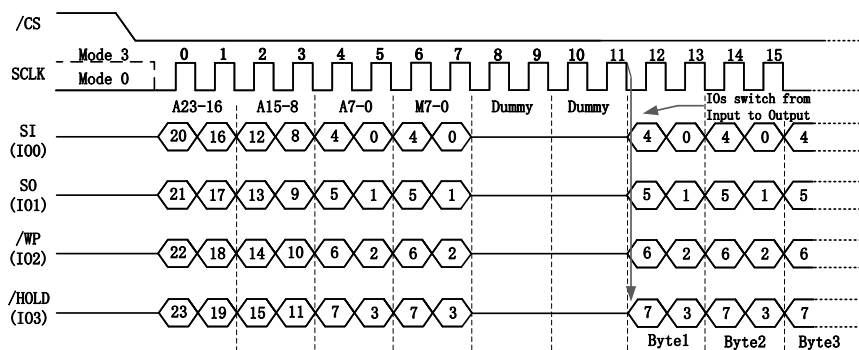 /CS
Mode 3 0 1 2 3 4 5 6 7 8 9 10 11 12 13 14 15
SCLK
Mode 0
A23-16 A15-8 A7-0 M7-0 Dummy Dummy IOs switch from
Input to Output
SI 20 16 12 8 4 0 4 0 4 0 4 0 4
(IO0)
SO 21 17 13 9 5 1 5 1 5 1 5 1 5
(IO1)
/WP 22 18 14 10 6 2 6 2 6 2 6 2 6
(IO2)
/HOLD 23 19 15 11 7 3 7 3 7 3 7 3 7
(IO3)
Byte1 Byte2 Byte3